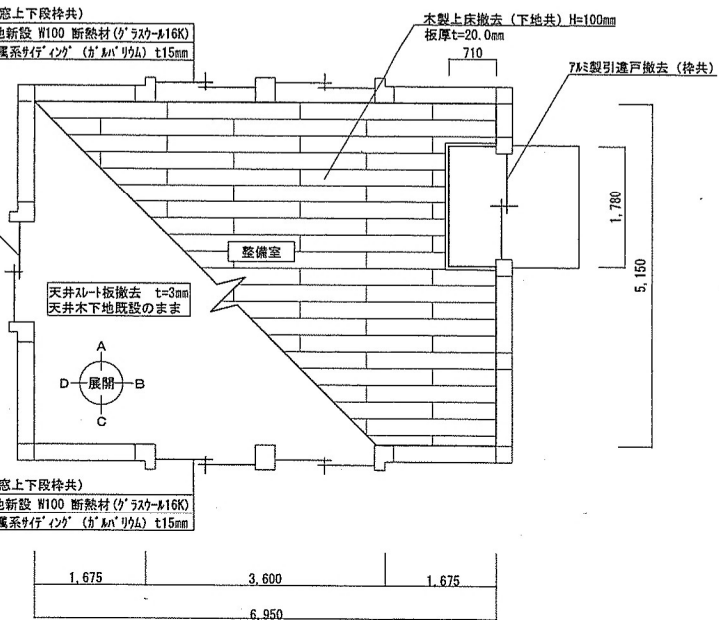 窓上下段枠共)
地新設 W100 断熱材(グラスウール16K)
属系サイディング (ガルバリウム) t15mm
木製上床撤去 (下地共) H=100mm
板厚t=20.0mm
710
アルミ製引違戸撤去 (枠共)
1,780
5,150
整備室
天井スレート板撤去 t=3mm
天井木下地既設のまま
A
D 展開 B
C
窓上下段枠共)
地新設 W100 断熱材(グラスウール16K)
属系サイディング (ガルバリウム) t15mm
1,675
3,600
1,675
6,950